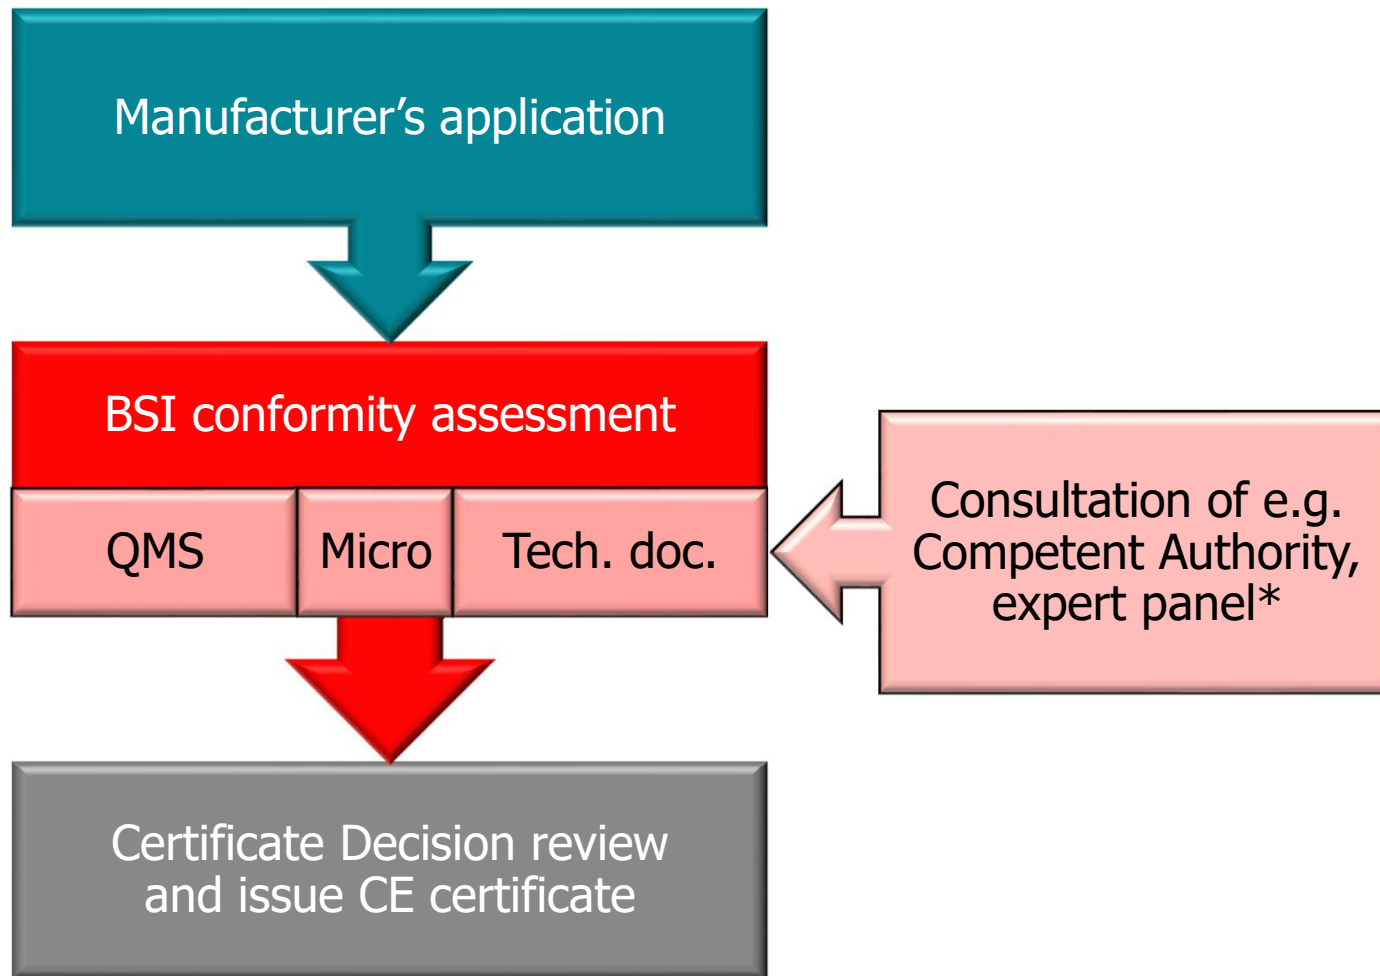 Manufacturer’s application
BSI conformity assessment
QMS
Micro
Tech. doc.
Consultation of e.g.
Competent Authority,
expert panel*
Certificate Decision review
and issue CE certificate